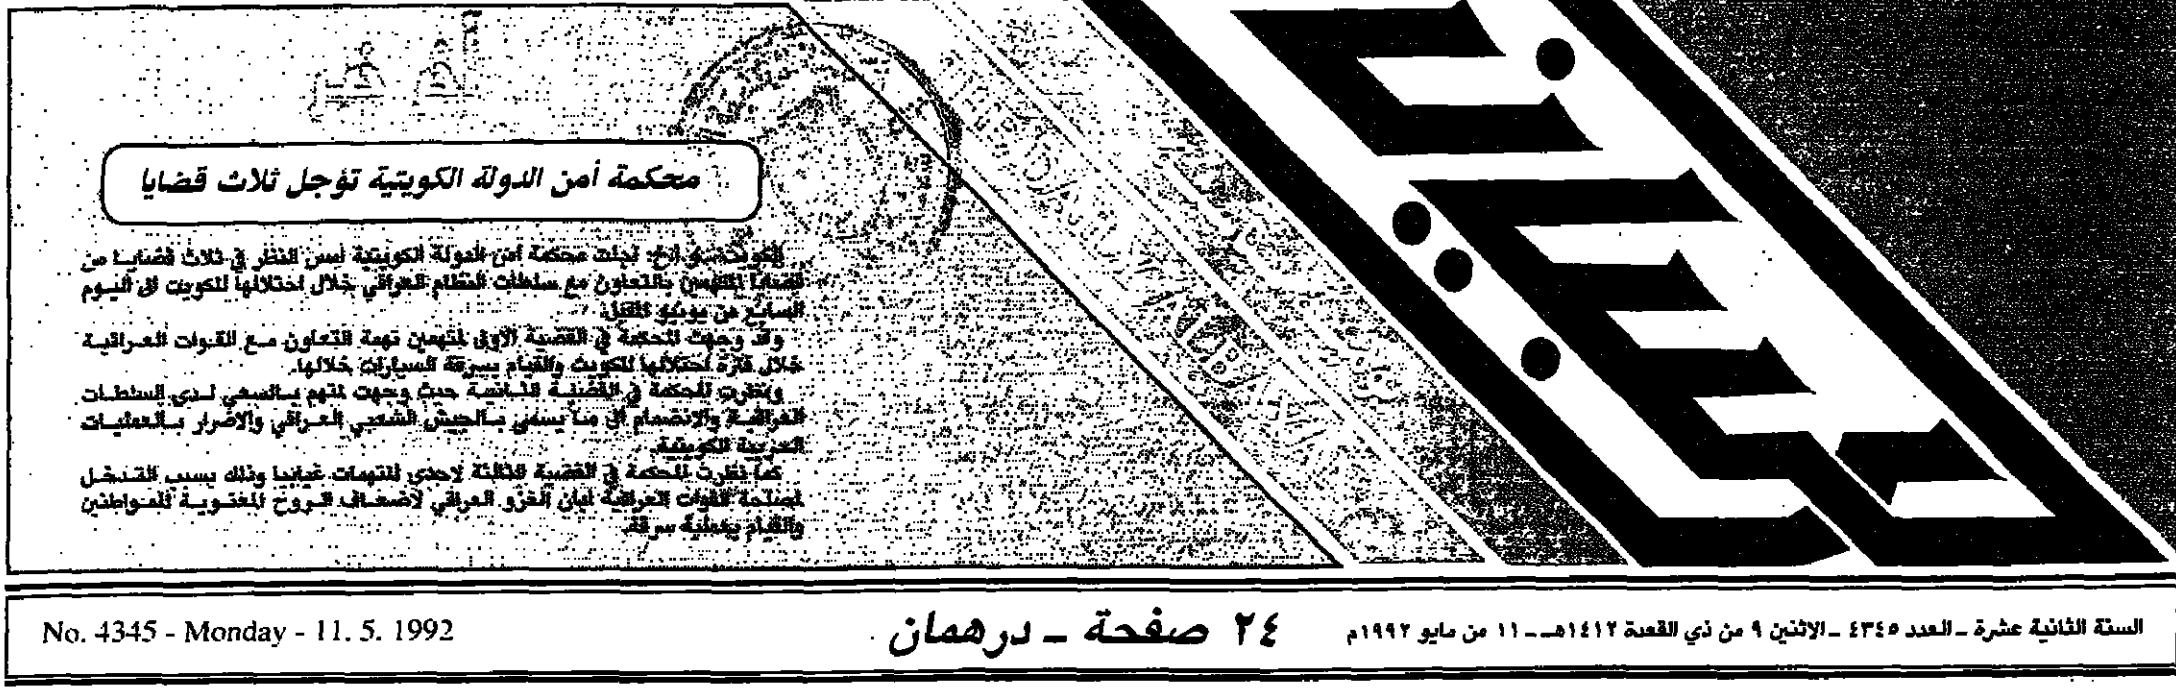 البيان
محكمة أمن الدولة الكويتية تؤجل ثلاث قضايا
محكمة أمن الدولة الكويتية أمس النظر في ثلاث قضايا من
قضايا المتهمين بالتعاون مع سلطات النظام العراقي خلال احتلالها للكويت الى اليوم
السابع من يونيو المقبل.
وقد وجهت المحكمة في القضية الاولى لمتهمين تهمة التعاون مع القوات العراقية
خلال فترة احتلالها للكويت والقيام بسرقة السيارات خلالها.
ونظرت المحكمة في القضية الثانية حيث وجهت لمتهم بالسعي لدى السلطات
العراقية والانضمام الى ما يسمى بالجيش الشعبي العراقي والاضرار بالعمليات
الحربية الكويتية.
كما نظرت المحكمة في القضية الثالثة لاحدى المتهمات غيابيا وذلك بسبب التدخل
لمصلحة القوات العراقية ابان الغزو العراقي لاضعاف الروح المعنوية للمواطنين
والقيام بعملية سرقة.
السنة الثانية عشرة ـ العدد ٤٣٤٥ ـ الاثنين ٩ من ذي القعدة ١٤١٢هـ ـ ١١ من مايو ١٩٩٢م
٢٤ صفحة ـ درهمان
No. 4345 - Monday - 11. 5. 1992